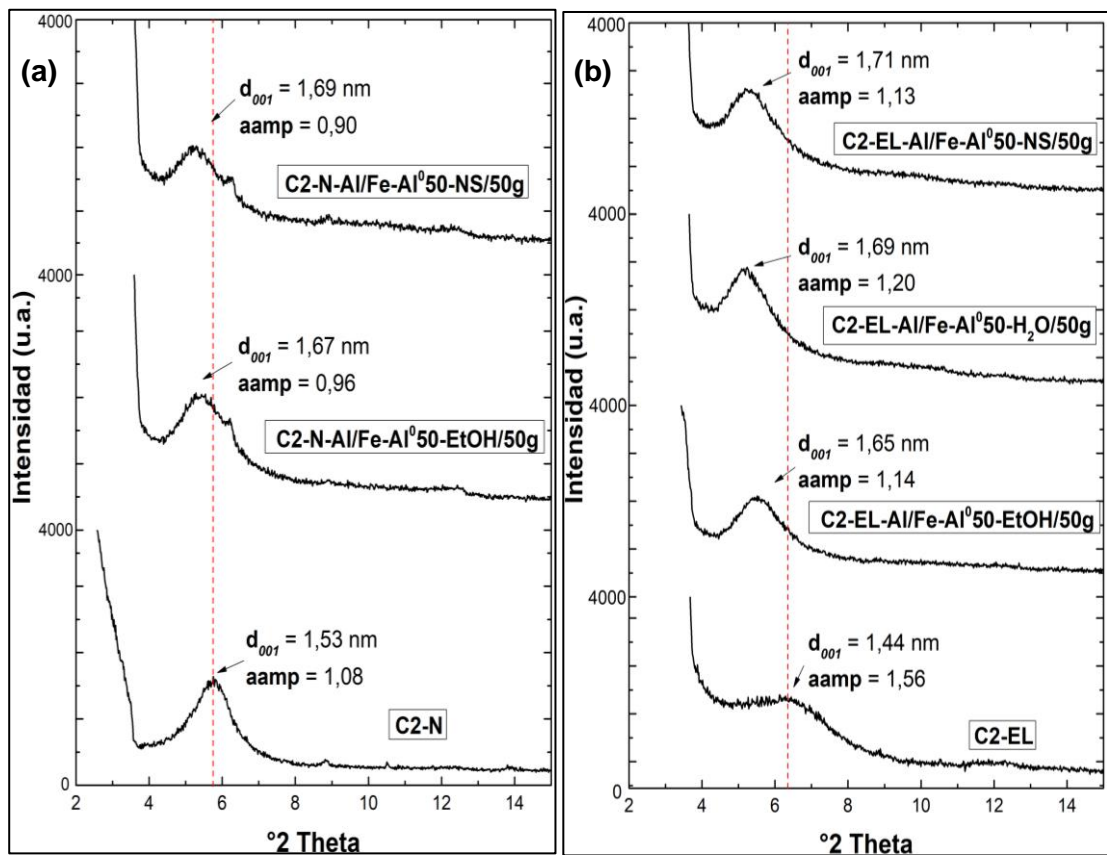 (a)
4000
d001 = 1,69 nm
aamp = 0,90
C2-N-Al/Fe-Al⁰50-NS/50g
4000
d001 = 1,67 nm
aamp = 0,96
C2-N-Al/Fe-Al⁰50-EtOH/50g
4000
d001 = 1,53 nm
aamp = 1,08
C2-N
0
2 4 6 8 10 12 14
Intensidad (u.a.)
°2 Theta
(b)
4000
d001 = 1,71 nm
aamp = 1,13
C2-EL-Al/Fe-Al⁰50-NS/50g
4000
d001 = 1,69 nm
aamp = 1,20
C2-EL-Al/Fe-Al⁰50-H₂O/50g
4000
d001 = 1,65 nm
aamp = 1,14
C2-EL-Al/Fe-Al⁰50-EtOH/50g
4000
d001 = 1,44 nm
aamp = 1,56
C2-EL
0
2 4 6 8 10 12 14
Intensidad (u.a.)
°2 Theta